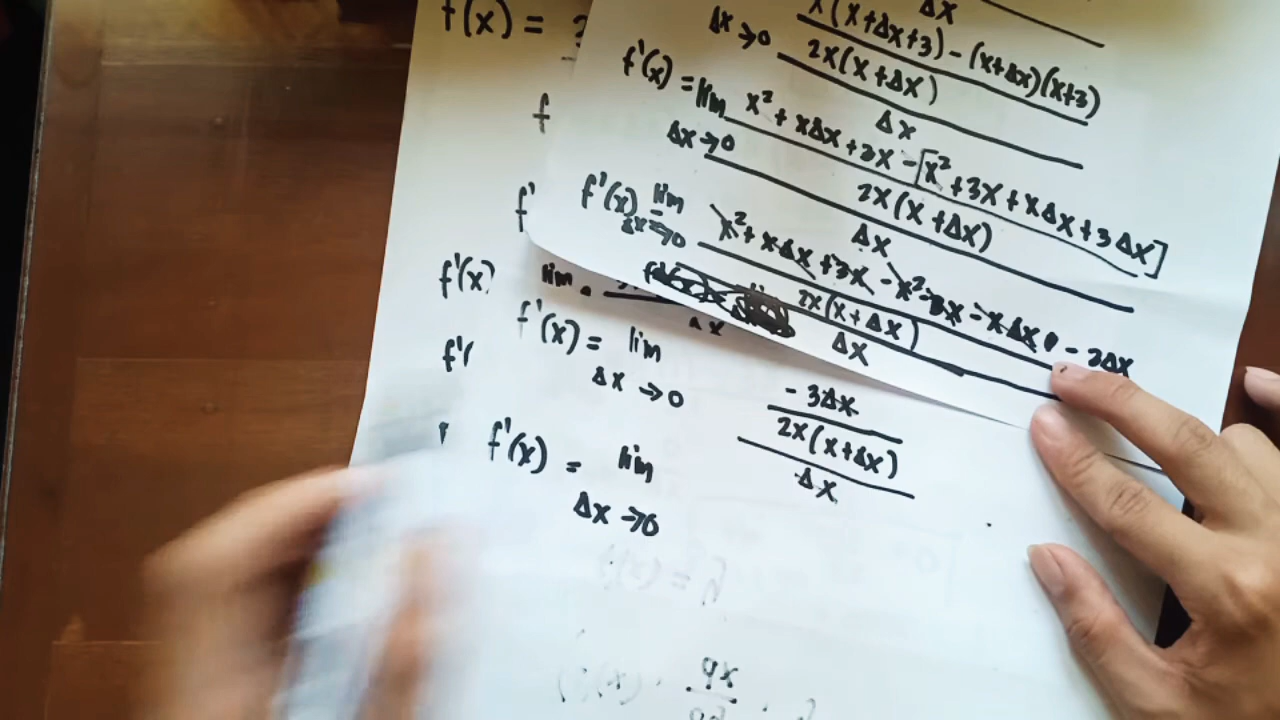 f(x) =
Δx
x(x+Δx+3) - (x+Δx)(x+3)
Δx→0
2x(x+Δx)
Δx
f'(x) = lim x² + xΔx + 3x - [x² + 3x + xΔx + 3Δx]
Δx→0
2x(x+Δx)
Δx
f
f'(x) lim x² + xΔx + 3x - x² - 3x - xΔx - 3Δx
Δx→0
2x(x+Δx)
Δx
f'
f'(x) lim
Δx
f'(x) = lim -3Δx
Δx→0
2x(x+Δx)
Δx
f'(
f'(x) = lim
Δx→0